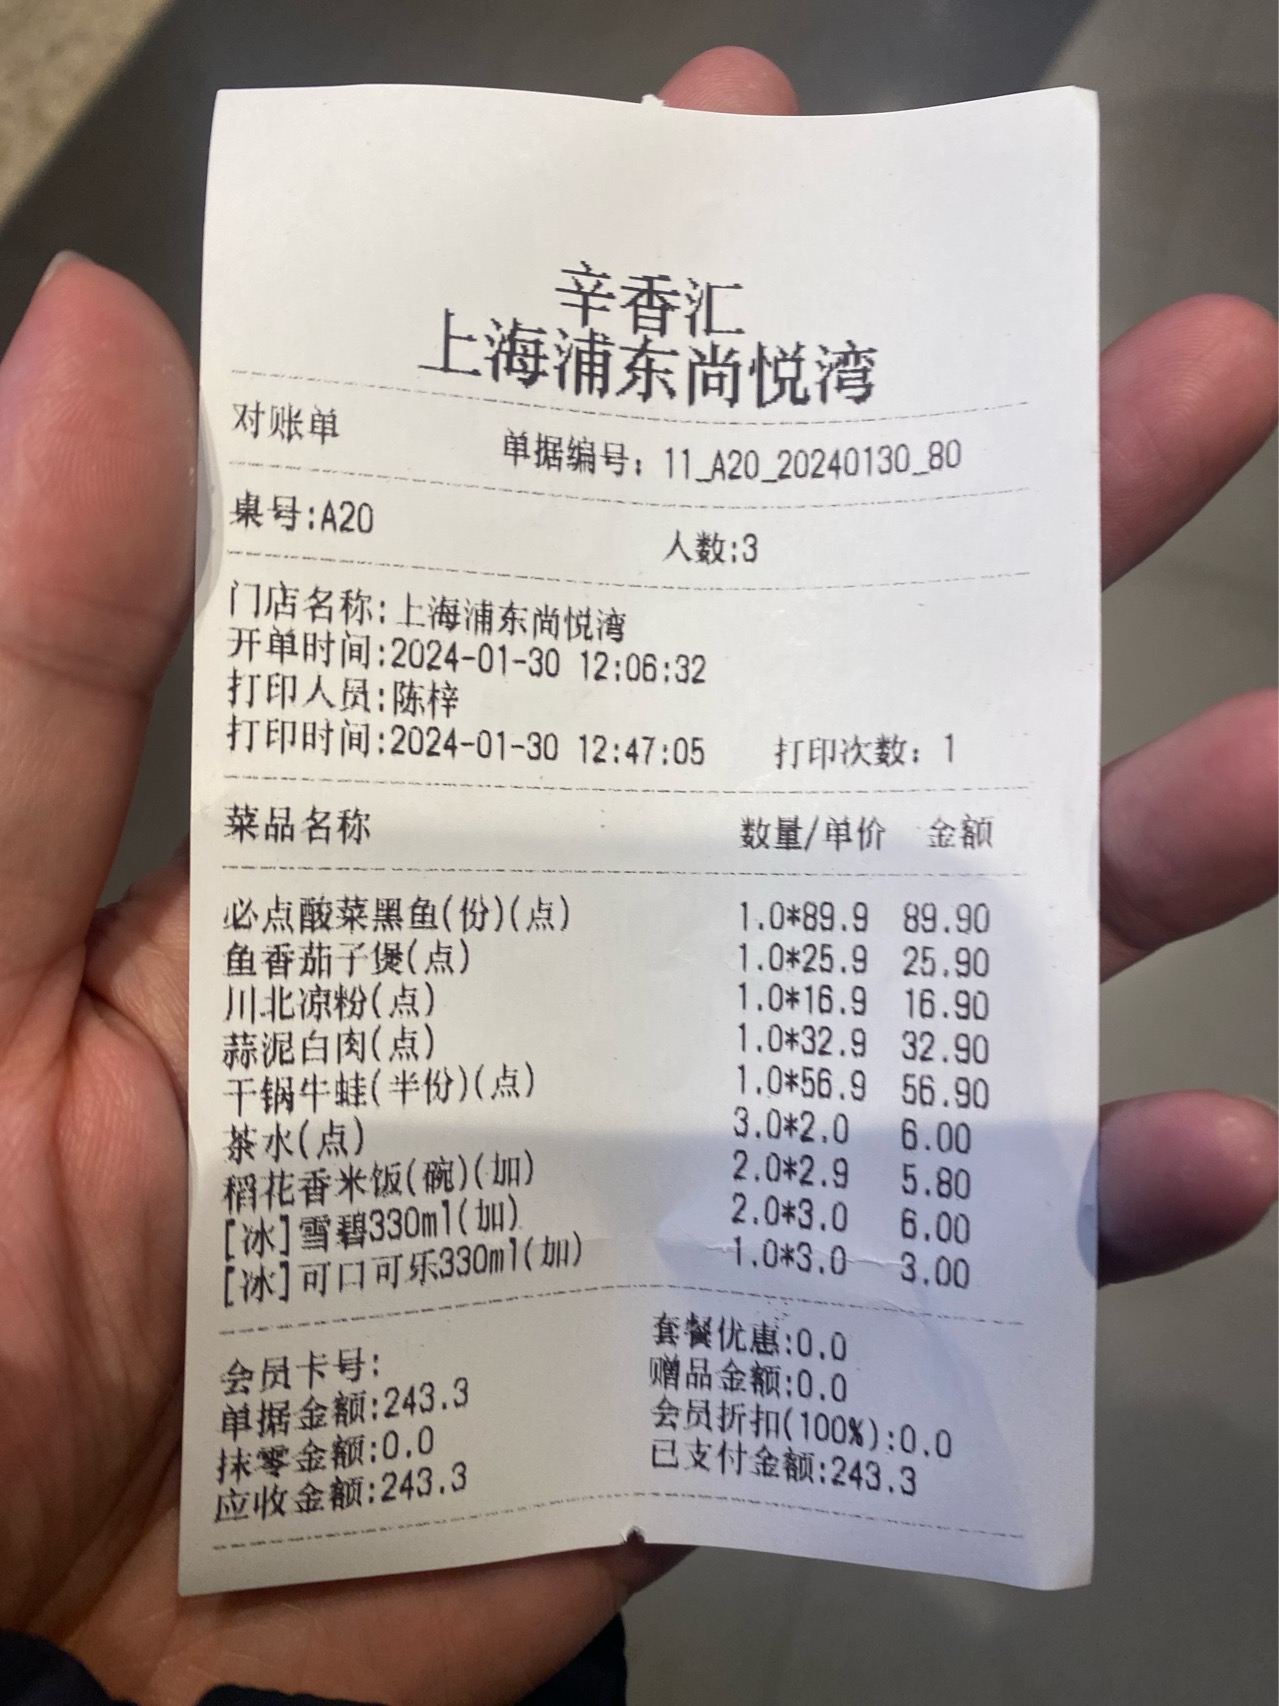 辛香汇
上海浦东尚悦湾
对账单 单据编号：11_A20_20240130_80
桌号:A20 人数:3
门店名称:上海浦东尚悦湾
开单时间:2024-01-30 12:06:32
打印人员:陈梓
打印时间:2024-01-30 12:47:05 打印次数：1
菜品名称 数量/单价 金额
必点酸菜黑鱼(份)(点) 1.0*89.9 89.90
鱼香茄子煲(点) 1.0*25.9 25.90
川北凉粉(点) 1.0*16.9 16.90
蒜泥白肉(点) 1.0*32.9 32.90
干锅牛蛙(半份)(点) 1.0*56.9 56.90
茶水(点) 3.0*2.0 6.00
稻花香米饭(碗)(加) 2.0*2.9 5.80
[冰]雪碧330ml(加) 2.0*3.0 6.00
[冰]可口可乐330ml(加) 1.0*3.0 3.00
会员卡号: 套餐优惠:0.0
单据金额:243.3 赠品金额:0.0
抹零金额:0.0 会员折扣(100%):0.0
应收金额:243.3 已支付金额:243.3